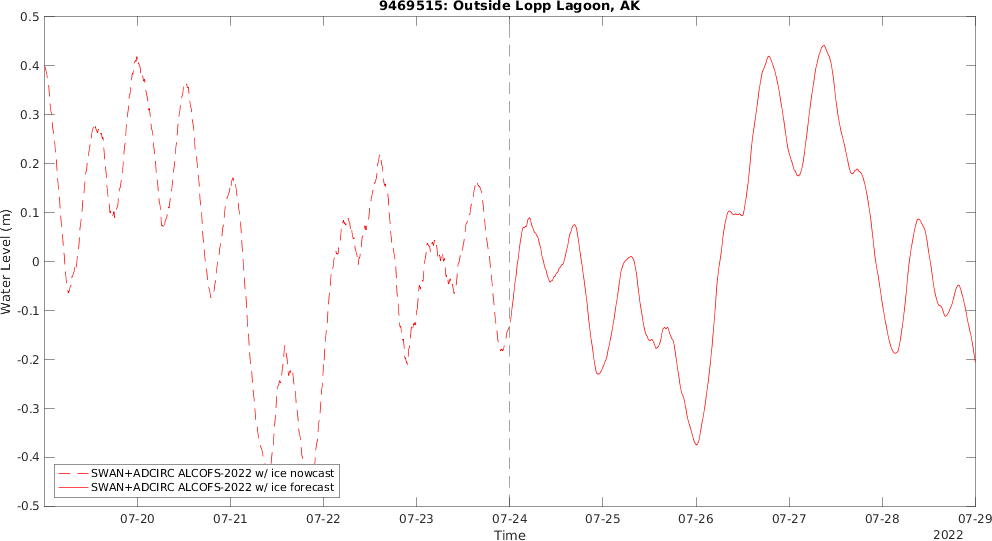 9469515: Outside Lopp Lagoon, AK
0.5
0.4
0.3
0.2
0.1
0
-0.1
-0.2
-0.3
-0.4
-0.5
Water Level (m)
SWAN+ADCIRC ALCOFS-2022 w/ ice nowcast
SWAN+ADCIRC ALCOFS-2022 w/ ice forecast
07-20 07-21 07-22 07-23 07-24 07-25 07-26 07-27 07-28 07-29
Time
2022